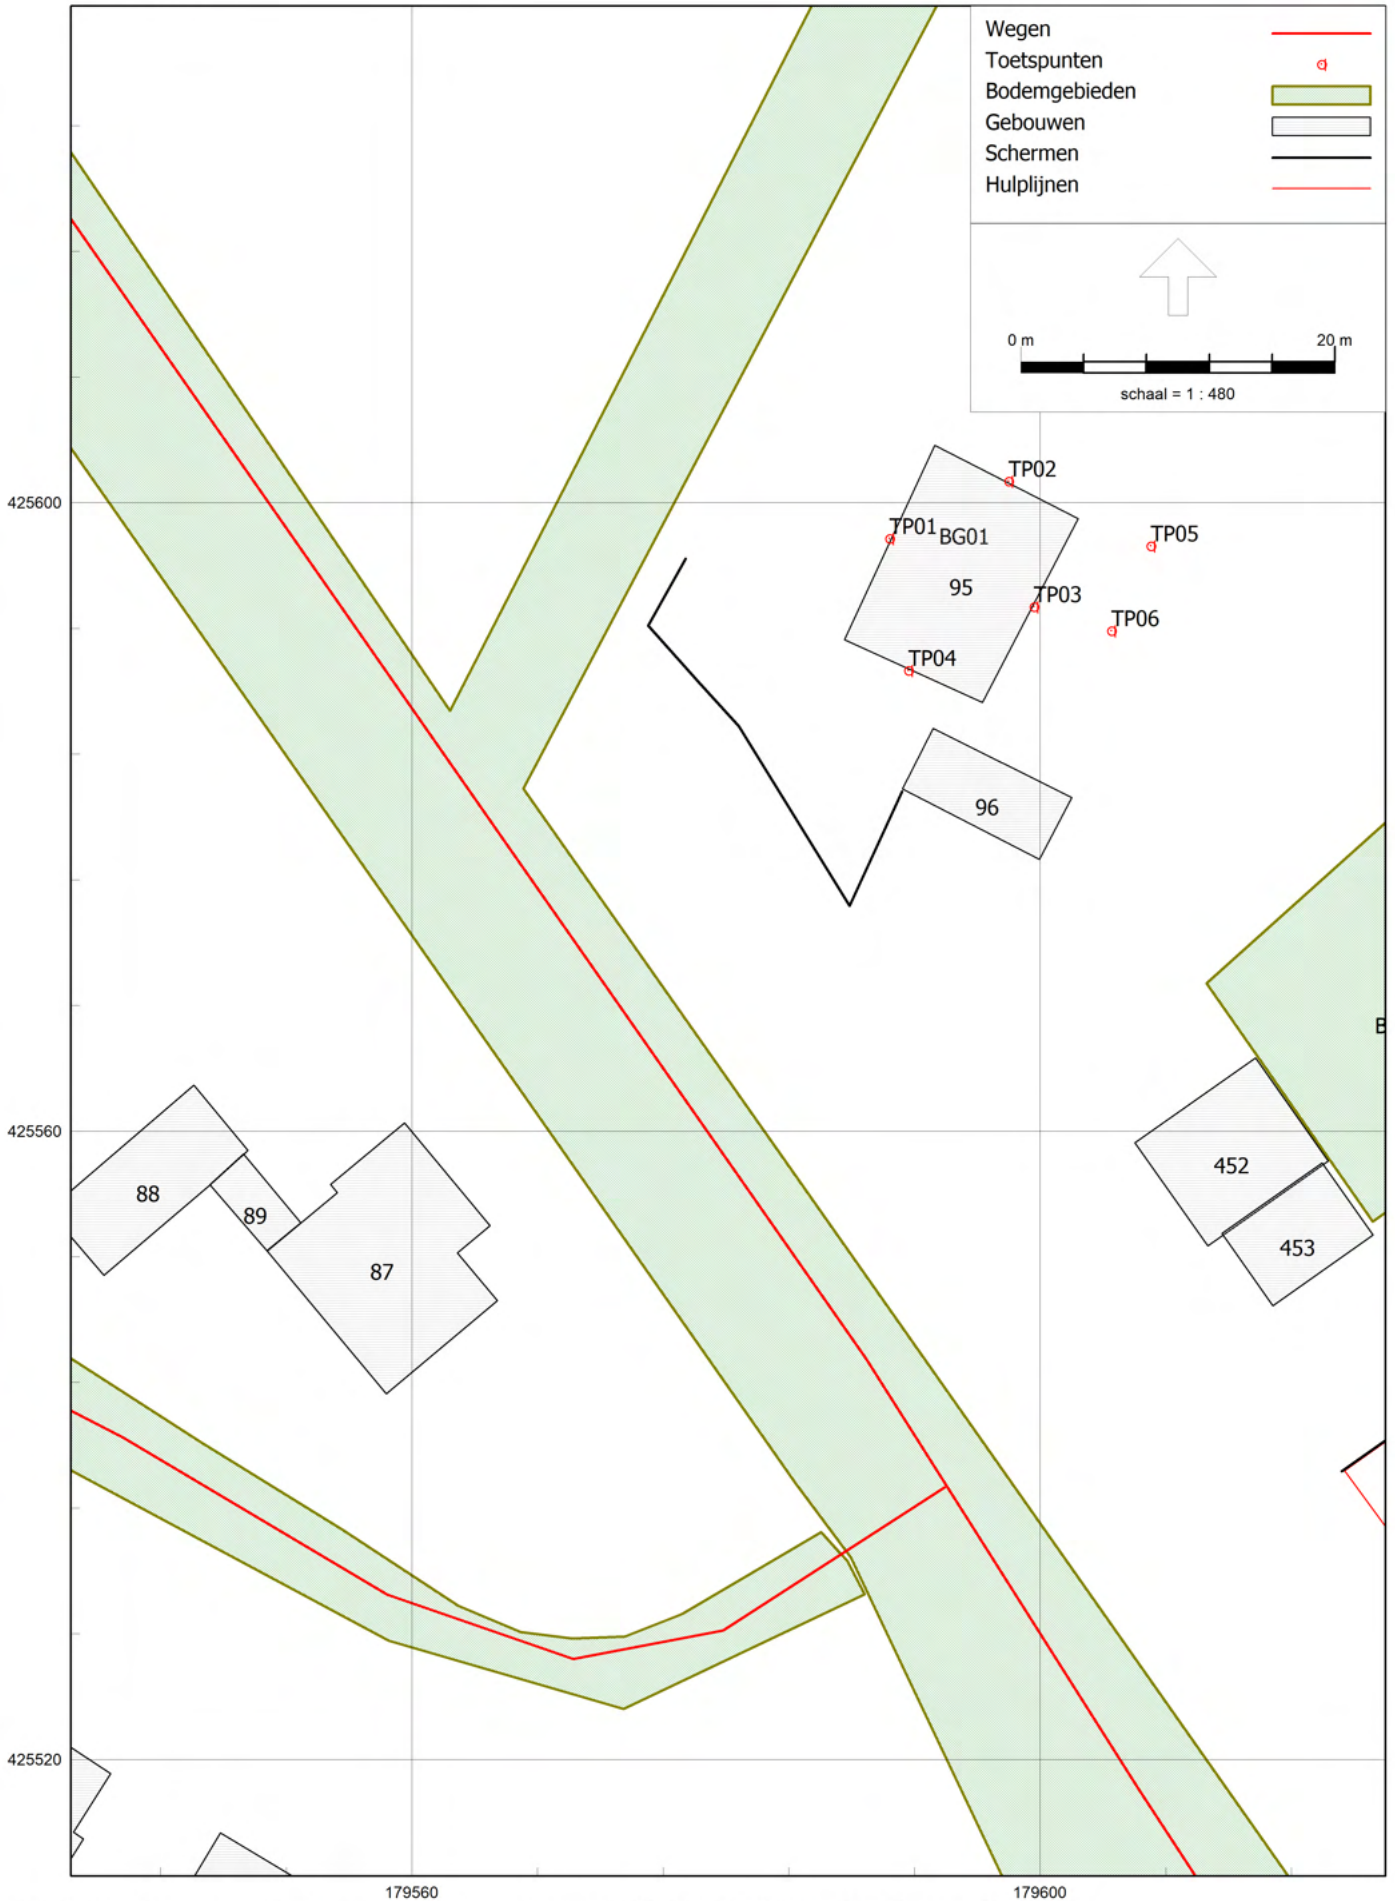 Wegen
Toetspunten
Bodemgebieden
Gebouwen
Schermen
Hulplijnen
0 m 20 m
schaal = 1 : 480
TP02
425600
TP01 BG01
TP05
95
TP03
TP06
TP04
96
B
425560
452
88
89
453
87
425520
179560 179600